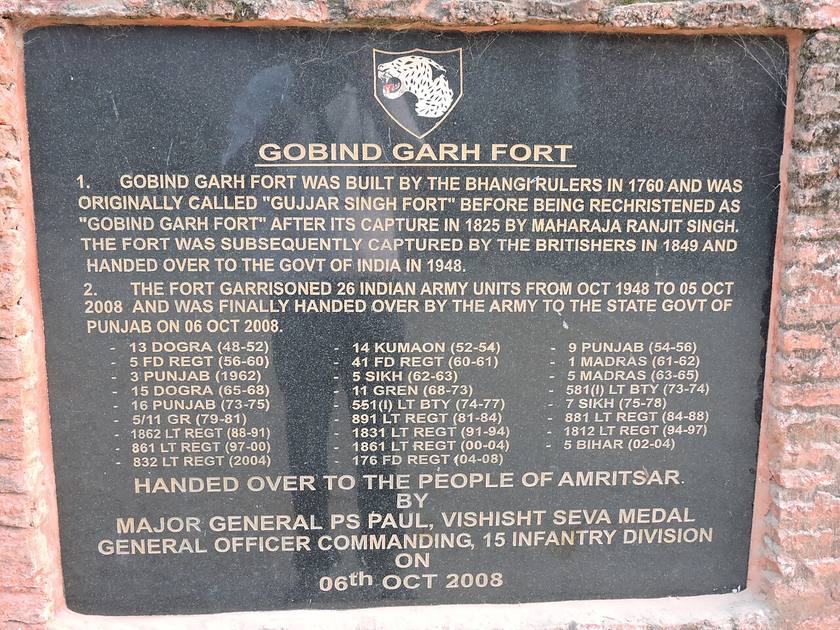 GOBIND GARH FORT
1. GOBIND GARH FORT WAS BUILT BY THE BHANGI RULERS IN 1760 AND WAS
ORIGINALLY CALLED "GUJJAR SINGH FORT" BEFORE BEING RECHRISTENED AS
"GOBIND GARH FORT" AFTER ITS CAPTURE IN 1825 BY MAHARAJA RANJIT SINGH.
THE FORT WAS SUBSEQUENTLY CAPTURED BY THE BRITISHERS IN 1849 AND
HANDED OVER TO THE GOVT OF INDIA IN 1948.
2. THE FORT GARRISONED 26 INDIAN ARMY UNITS FROM OCT 1948 TO 05 OCT
2008 AND WAS FINALLY HANDED OVER BY THE ARMY TO THE STATE GOVT OF
PUNJAB ON 06 OCT 2008.
- 13 DOGRA (48-52) - 14 KUMAON (52-54) - 9 PUNJAB (54-56)
- 5 FD REGT (56-60) - 41 FD REGT (60-61) - 1 MADRAS (61-62)
- 3 PUNJAB (1962) - 5 SIKH (62-63) - 5 MADRAS (63-65)
- 15 DOGRA (65-68) - 11 GREN (68-73) - 581(I) LT BTY (73-74)
- 16 PUNJAB (73-75) - 551(I) LT BTY (74-77) - 7 SIKH (75-78)
- 5/11 GR (79-81) - 891 LT REGT (81-84) - 881 LT REGT (84-88)
- 1862 LT REGT (88-91) - 1831 LT REGT (91-94) - 1812 LT REGT (94-97)
- 861 LT REGT (97-00) - 1861 LT REGT (00-04) - 5 BIHAR (02-04)
- 832 LT REGT (2004) - 176 FD REGT (04-08)
HANDED OVER TO THE PEOPLE OF AMRITSAR.
BY
MAJOR GENERAL PS PAUL, VISHISHT SEVA MEDAL
GENERAL OFFICER COMMANDING, 15 INFANTRY DIVISION
ON
06th OCT 2008